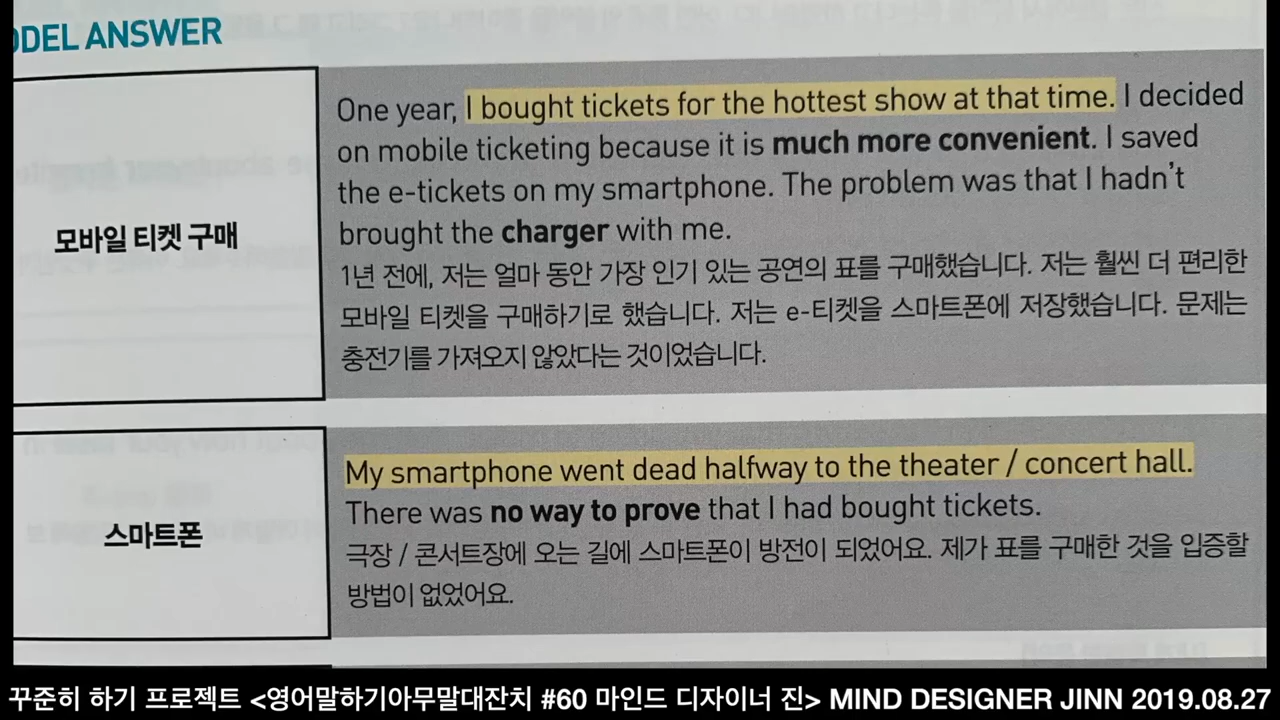 ODEL ANSWER
모바일 티켓 구매
One year, I bought tickets for the hottest show at that time. I decided
on mobile ticketing because it is much more convenient. I saved
the e-tickets on my smartphone. The problem was that I hadn't
brought the charger with me.
1년 전에, 저는 얼마 동안 가장 인기 있는 공연의 표를 구매했습니다. 저는 훨씬 더 편리한
모바일 티켓을 구매하기로 했습니다. 저는 e-티켓을 스마트폰에 저장했습니다. 문제는
충전기를 가져오지 않았다는 것이었습니다.
스마트폰
My smartphone went dead halfway to the theater / concert hall.
There was no way to prove that I had bought tickets.
극장 / 콘서트장에 오는 길에 스마트폰이 방전이 되었어요. 제가 표를 구매한 것을 입증할
방법이 없었어요.
꾸준히 하기 프로젝트 <영어말하기아무말대잔치 #60 마인드 디자이너 진> MIND DESIGNER JINN 2019.08.27